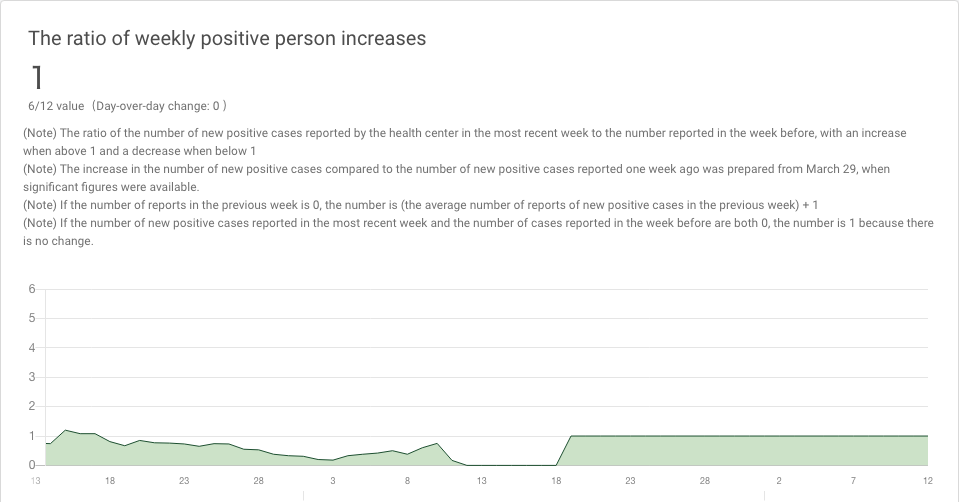 The ratio of weekly positive person increases
1
6/12 value （Day-over-day change: 0 ）
(Note) The ratio of the number of new positive cases reported by the health center in the most recent week to the number reported in the week before, with an increase
when above 1 and a decrease when below 1
(Note) The increase in the number of new positive cases compared to the number of new positive cases reported one week ago was prepared from March 29, when
significant figures were available.
(Note) If the number of reports in the previous week is 0, the number is (the average number of reports of new positive cases in the previous week) + 1
(Note) If the number of new positive cases reported in the most recent week and the number of cases reported in the week before are both 0, the number is 1 because there
is no change.
6
5
4
3
2
1
0
13 18 23 28 3 8 13 18 23 28 2 7 12